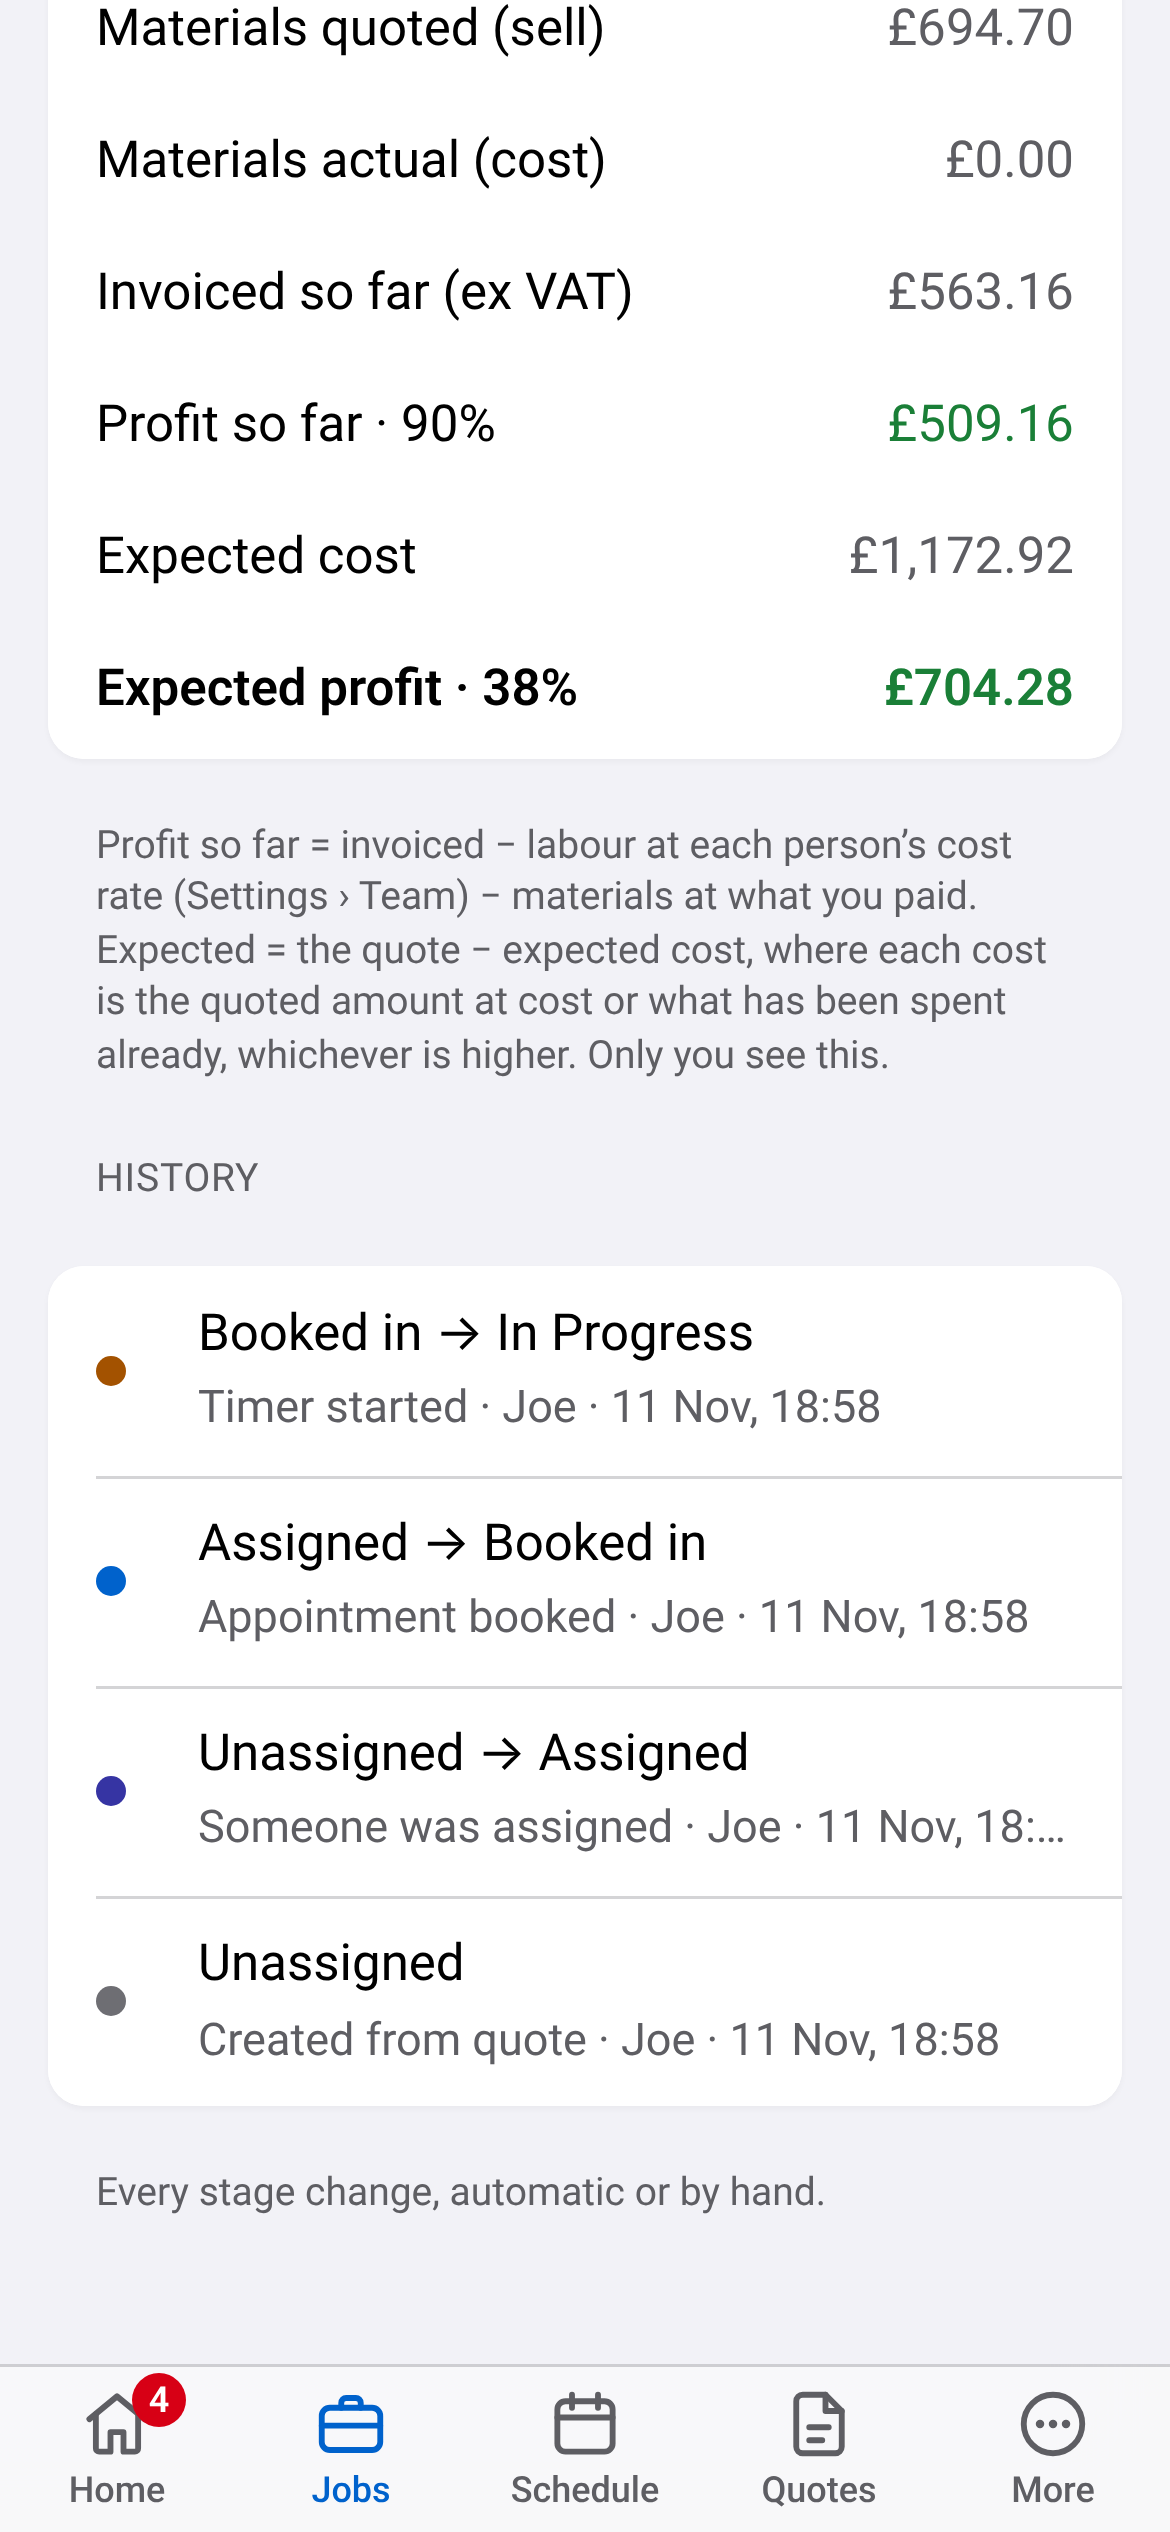 Materials quoted (sell) £694.70
Materials actual (cost) £0.00
Invoiced so far (ex VAT) £563.16
Profit so far · 90% £509.16
Expected cost £1,172.92
Expected profit · 38% £704.28
Profit so far = invoiced − labour at each person’s cost
rate (Settings › Team) − materials at what you paid.
Expected = the quote − expected cost, where each cost
is the quoted amount at cost or what has been spent
already, whichever is higher. Only you see this.
HISTORY
Booked in → In Progress
Timer started · Joe · 11 Nov, 18:58
Assigned → Booked in
Appointment booked · Joe · 11 Nov, 18:58
Unassigned → Assigned
Someone was assigned · Joe · 11 Nov, 18:…
Unassigned
Created from quote · Joe · 11 Nov, 18:58
Every stage change, automatic or by hand.
4
Home Jobs Schedule Quotes More